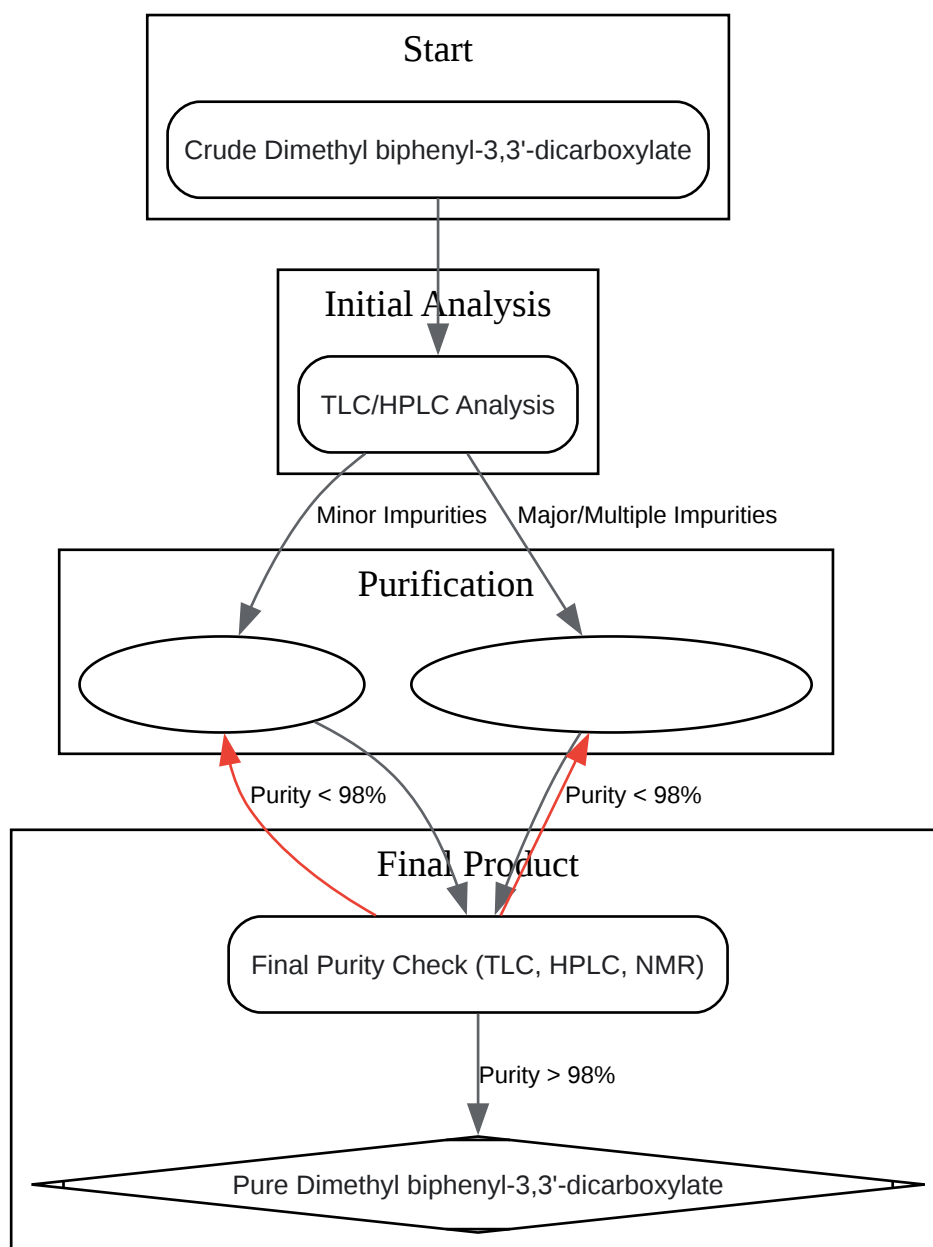 Start
Crude Dimethyl biphenyl-3,3'-dicarboxylate
Initial Analysis
TLC/HPLC Analysis
Minor Impurities
Major/Multiple Impurities
Purification
Purity < 98%
Purity < 98%
Final Product
Final Purity Check (TLC, HPLC, NMR)
Purity > 98%
Pure Dimethyl biphenyl-3,3'-dicarboxylate